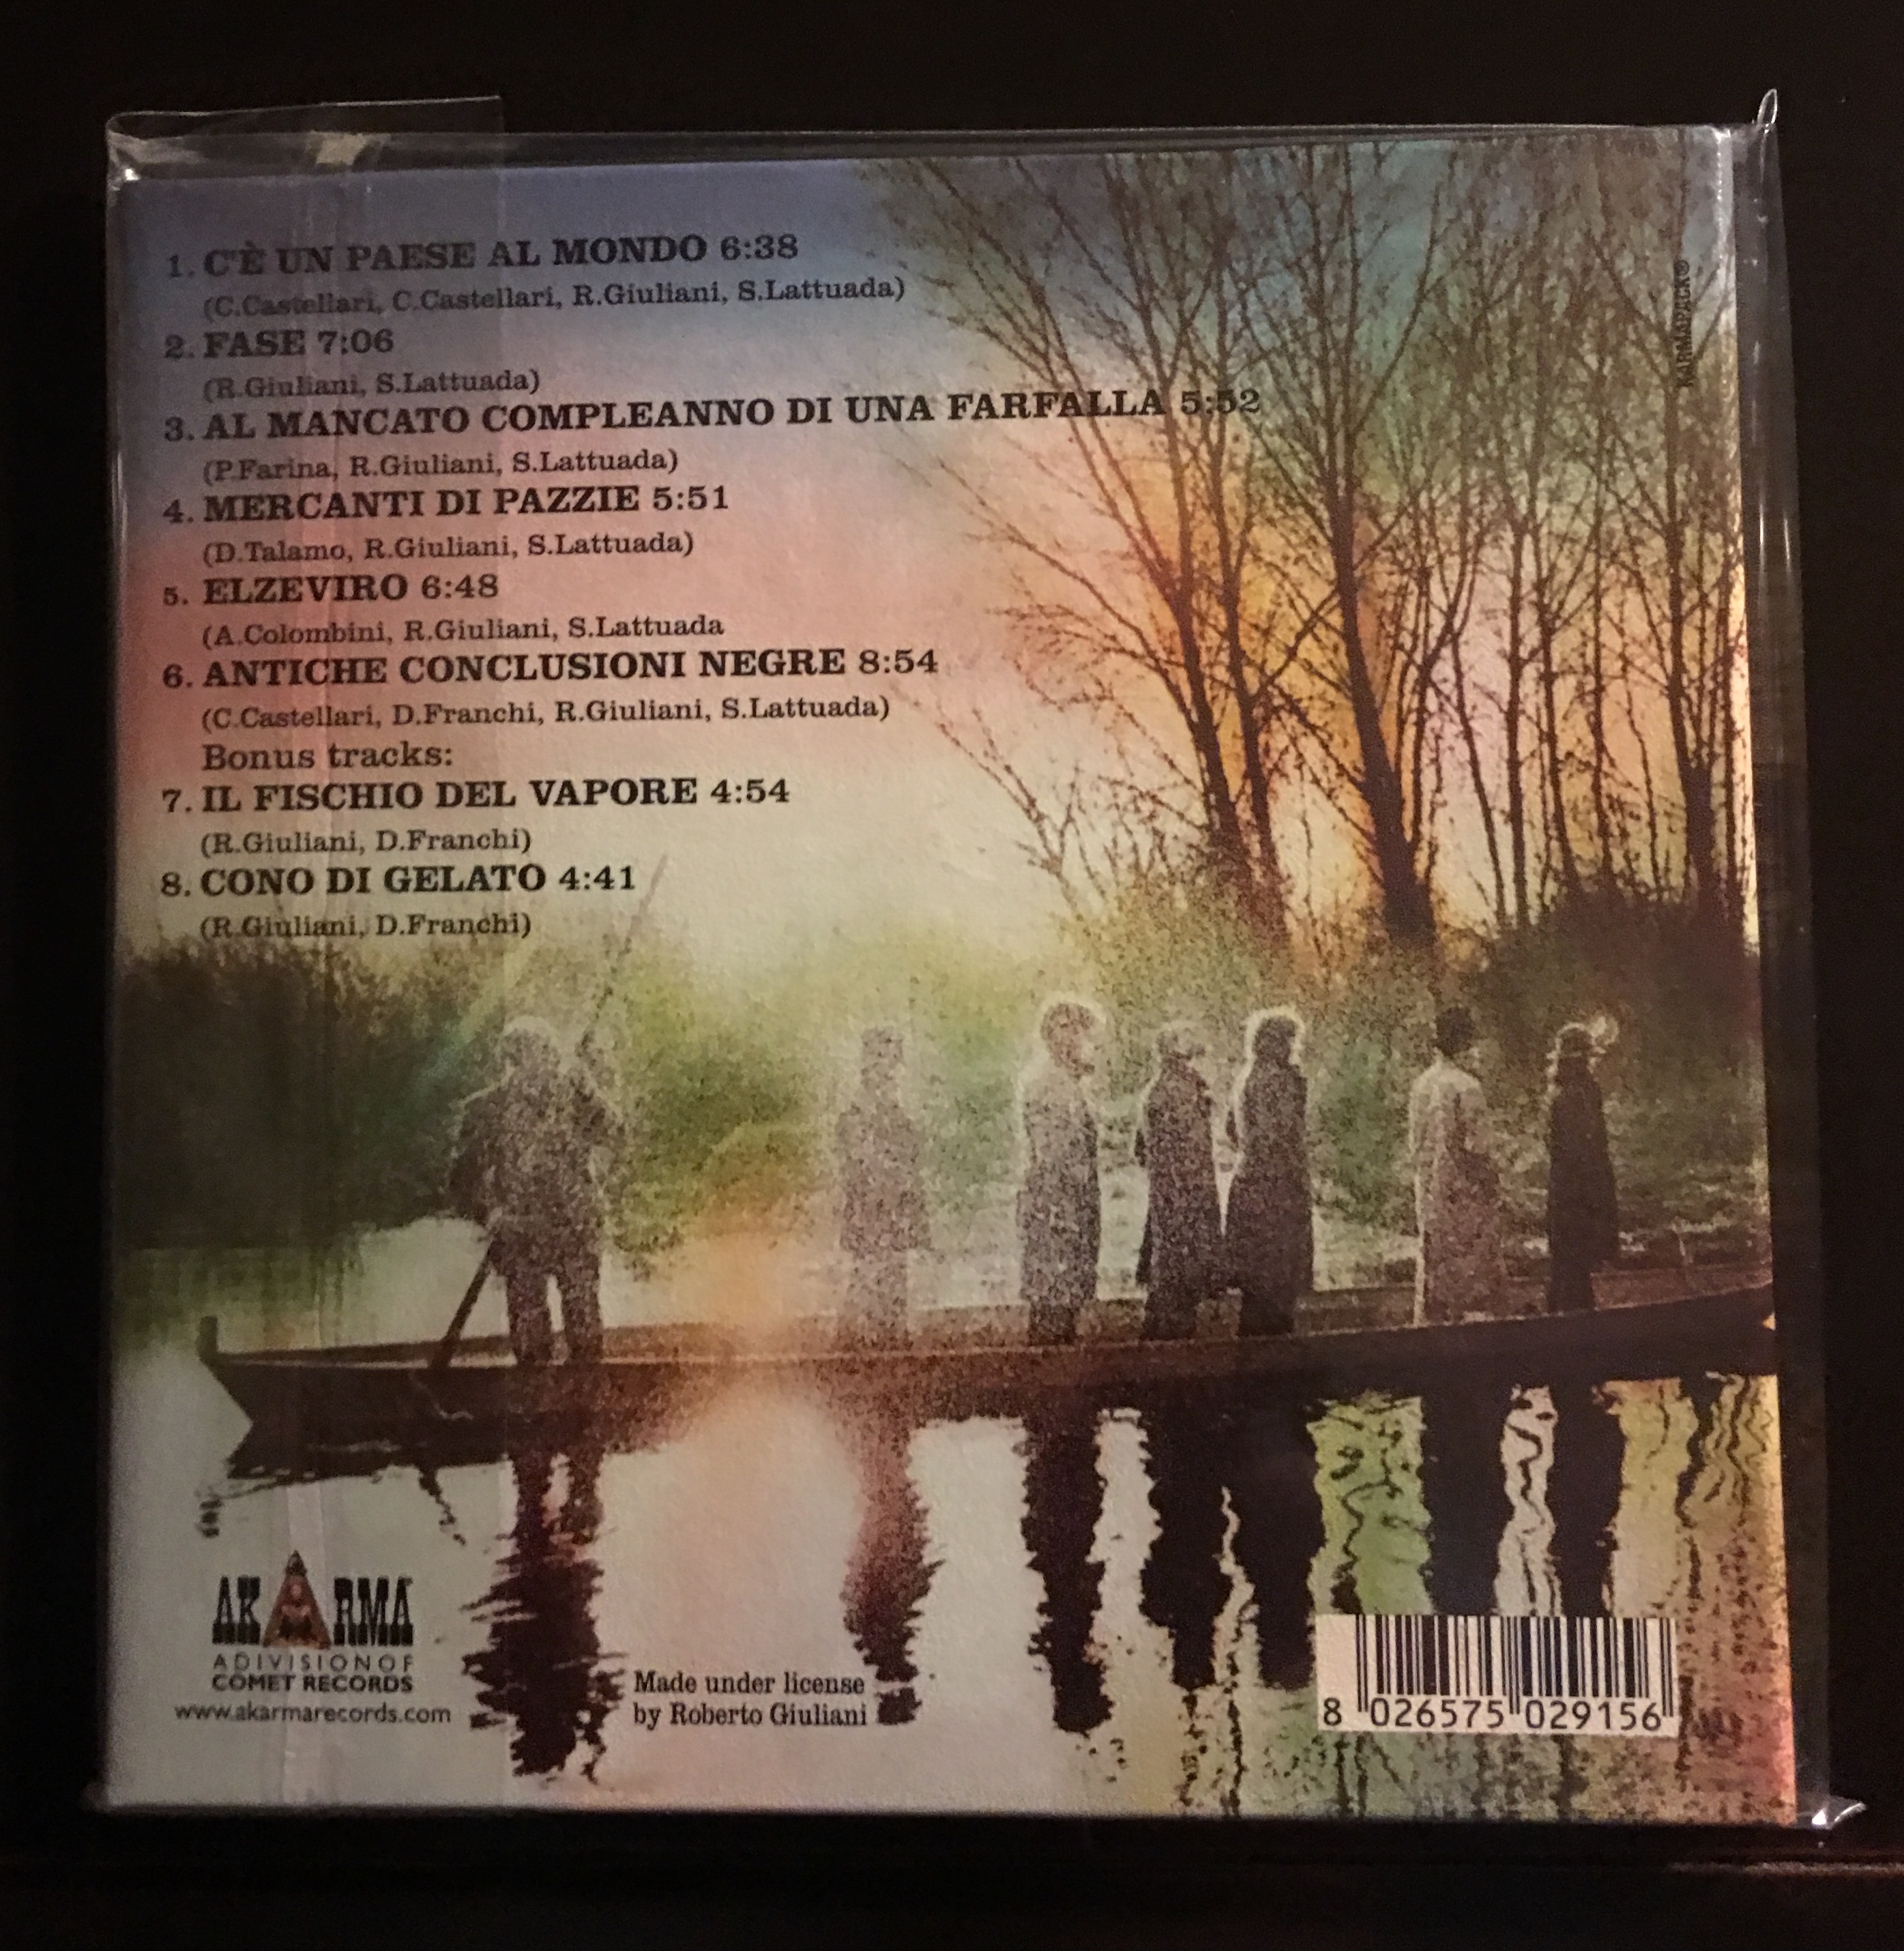 1. C'È UN PAESE AL MONDO 6:38
(C.Castellari, C.Castellari, R.Giuliani, S.Lattuada)
2. FASE 7:06
(R.Giuliani, S.Lattuada)
3. AL MANCATO COMPLEANNO DI UNA FARFALLA 5:52
(P.Farina, R.Giuliani, S.Lattuada)
4. MERCANTI DI PAZZIE 5:51
(D.Talamo, R.Giuliani, S.Lattuada)
5. ELZEVIRO 6:48
(A.Colombini, R.Giuliani, S.Lattuada
6. ANTICHE CONCLUSIONI NEGRE 8:54
(C.Castellari, D.Franchi, R.Giuliani, S.Lattuada)
Bonus tracks:
7. IL FISCHIO DEL VAPORE 4:54
(R.Giuliani, D.Franchi)
8. CONO DI GELATO 4:41
(R.Giuliani, D.Franchi)
KARMAPACK®
AKARMA
A DIVISION OF
COMET RECORDS
www.akarmarecords.com
Made under license
by Roberto Giuliani
8 026575 029156